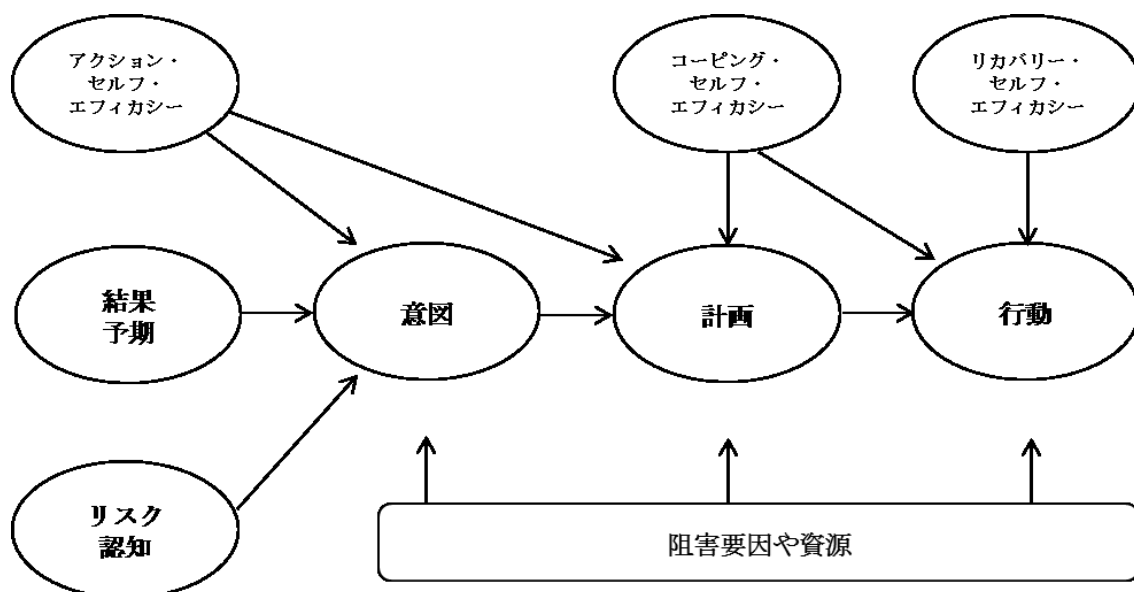 アクション・
セルフ・
エフィカシー
コーピング・
セルフ・
エフィカシー
リカバリー・
セルフ・
エフィカシー
結果
予期
意図
計画
行動
リスク
認知
阻害要因や資源